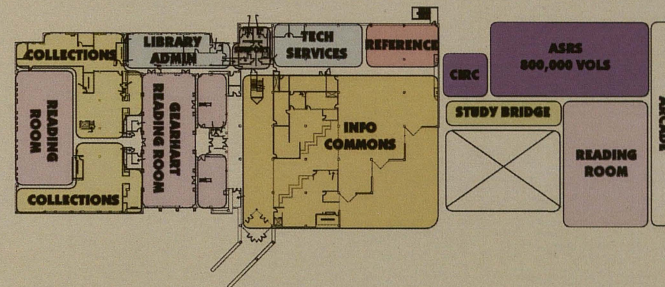 COLLECTIONS
LIBRARY
ADMIN
TECH
SERVICES
REFERENCE
CIRC
ASRS
800,000 VOLS
READING
ROOM
GEARHART
READING ROOM
INFO
COMMONS
STUDY BRIDGE
READING
ROOM
COLLECTIONS